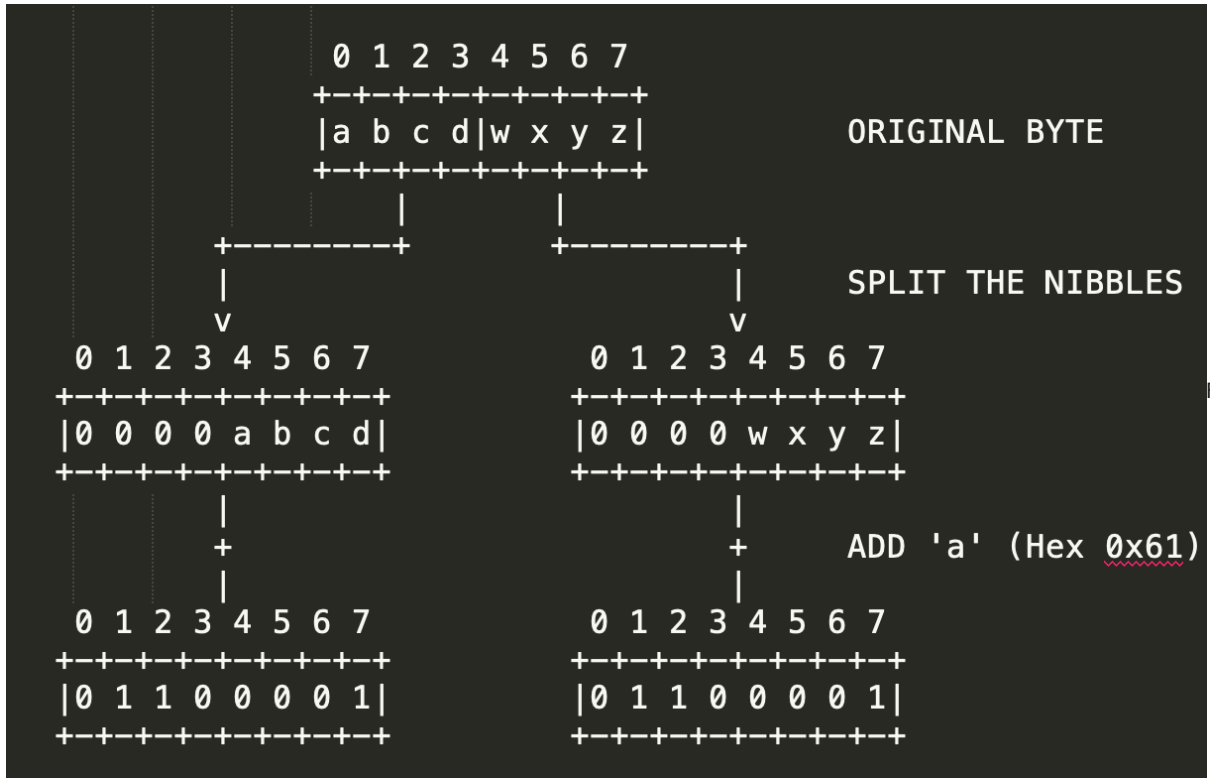 0 1 2 3 4 5 6 7
+-+-+-+-+-+-+-+-+
|a b c d|w x y z| ORIGINAL BYTE
+-+-+-+-+-+-+-+-+
| |
+--------+ +--------+
| | SPLIT THE NIBBLES
v v
0 1 2 3 4 5 6 7 0 1 2 3 4 5 6 7
+-+-+-+-+-+-+-+-+ +-+-+-+-+-+-+-+-+
|0 0 0 0 a b c d| |0 0 0 0 w x y z|
+-+-+-+-+-+-+-+-+ +-+-+-+-+-+-+-+-+
| |
+ + ADD 'a' (Hex 0x61)
| |
0 1 2 3 4 5 6 7 0 1 2 3 4 5 6 7
+-+-+-+-+-+-+-+-+ +-+-+-+-+-+-+-+-+
|0 1 1 0 0 0 0 1| |0 1 1 0 0 0 0 1|
+-+-+-+-+-+-+-+-+ +-+-+-+-+-+-+-+-+